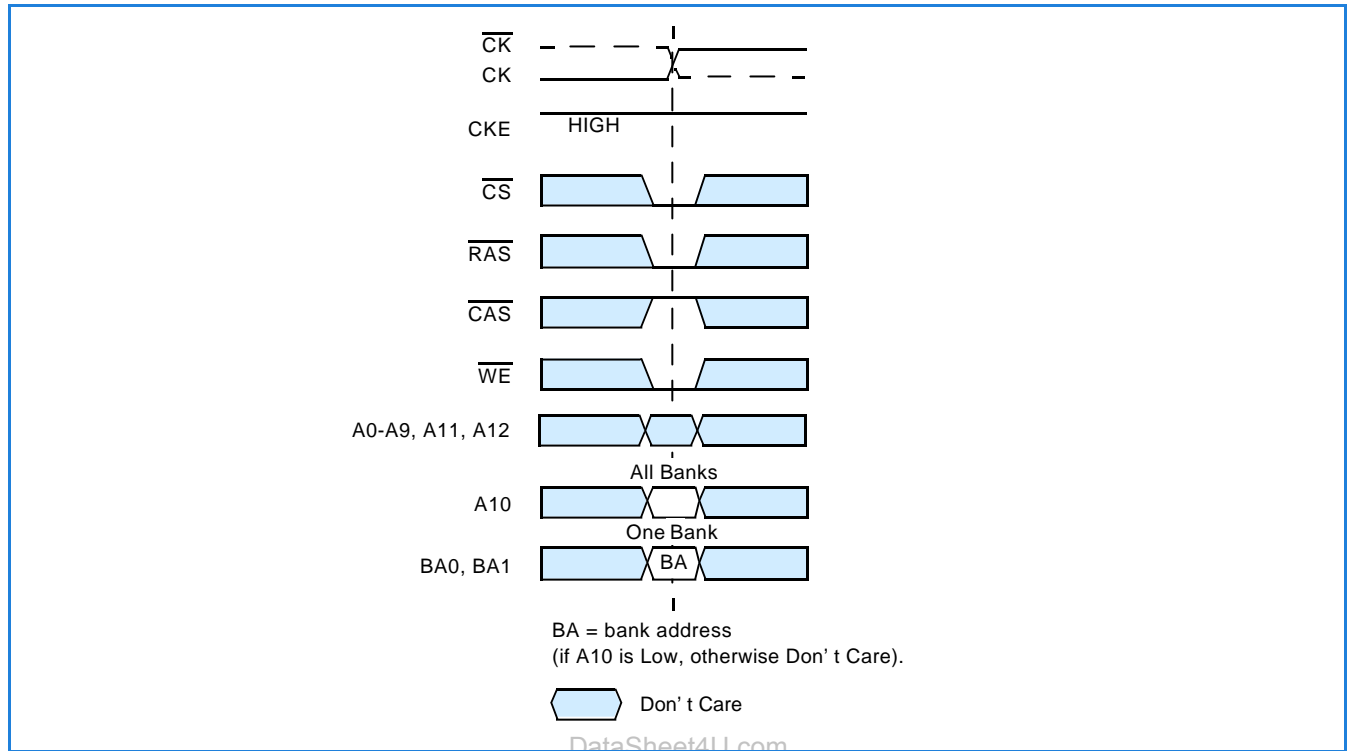 CK
CK
CKE HIGH
CS
RAS
CAS
WE
A0-A9, A11, A12
All Banks
A10
One Bank
BA0, BA1 BA
BA = bank address
(if A10 is Low, otherwise Don' t Care).
Don' t Care
DataSheet4U.com